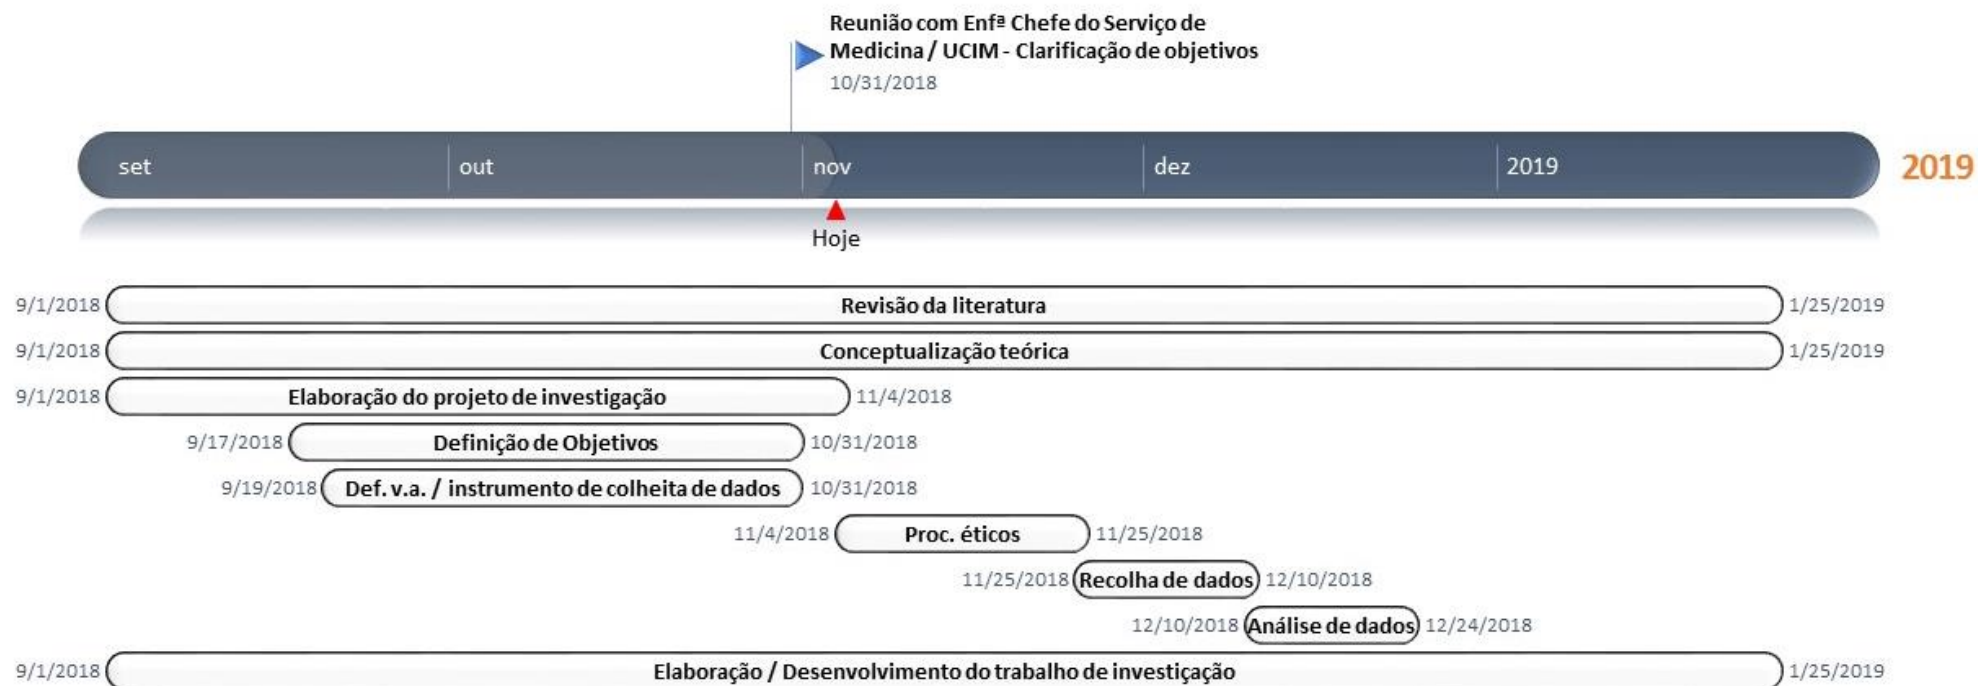 Reunião com Enfª Chefe do Serviço de
Medicina / UCIM - Clarificação de objetivos
10/31/2018
set out nov dez 2019 2019
Hoje
9/1/2018 Revisão da literatura 1/25/2019
9/1/2018 Conceptualização teórica 1/25/2019
9/1/2018 Elaboração do projeto de investigação 11/4/2018
9/17/2018 Definição de Objetivos 10/31/2018
9/19/2018 Def. v.a. / instrumento de colheita de dados 10/31/2018
11/4/2018 Proc. éticos 11/25/2018
11/25/2018 Recolha de dados 12/10/2018
12/10/2018 Análise de dados 12/24/2018
9/1/2018 Elaboração / Desenvolvimento do trabalho de investigação 1/25/2019